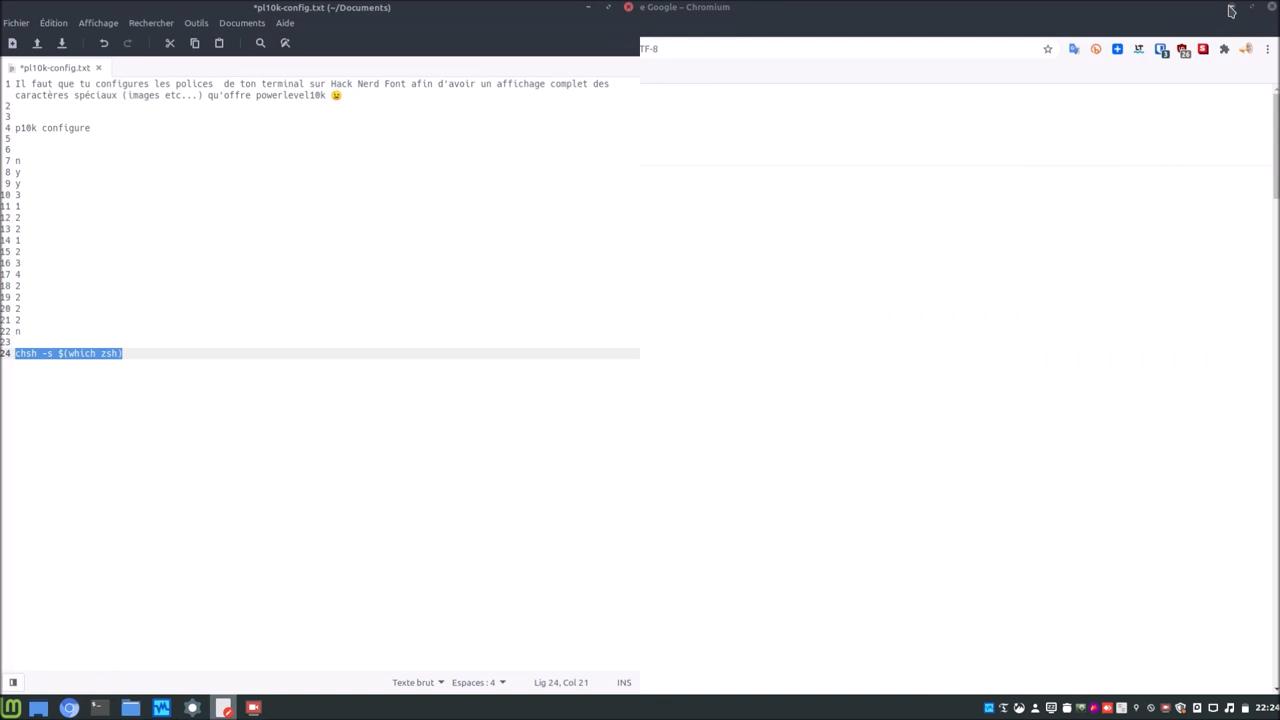 *pl10k-config.txt (~/Documents)
e Google – Chromium
Fichier Édition Affichage Rechercher Outils Documents Aide
TF-8
*pl10k-config.txt
1 Il faut que tu configures les polices  de ton terminal sur Hack Nerd Font afin d'avoir un affichage complet des
caractères spéciaux (images etc...) qu'offre powerlevel10k 😉
2
3
4 p10k configure
5
6
7 n
8 y
9 y
10 3
11 1
12 2
13 2
14 1
15 2
16 3
17 4
18 2
19 2
20 2
21 2
22 n
23
24 chsh -s $(which zsh)
Texte brut Espaces : 4 Lig 24, Col 21 INS
22:24